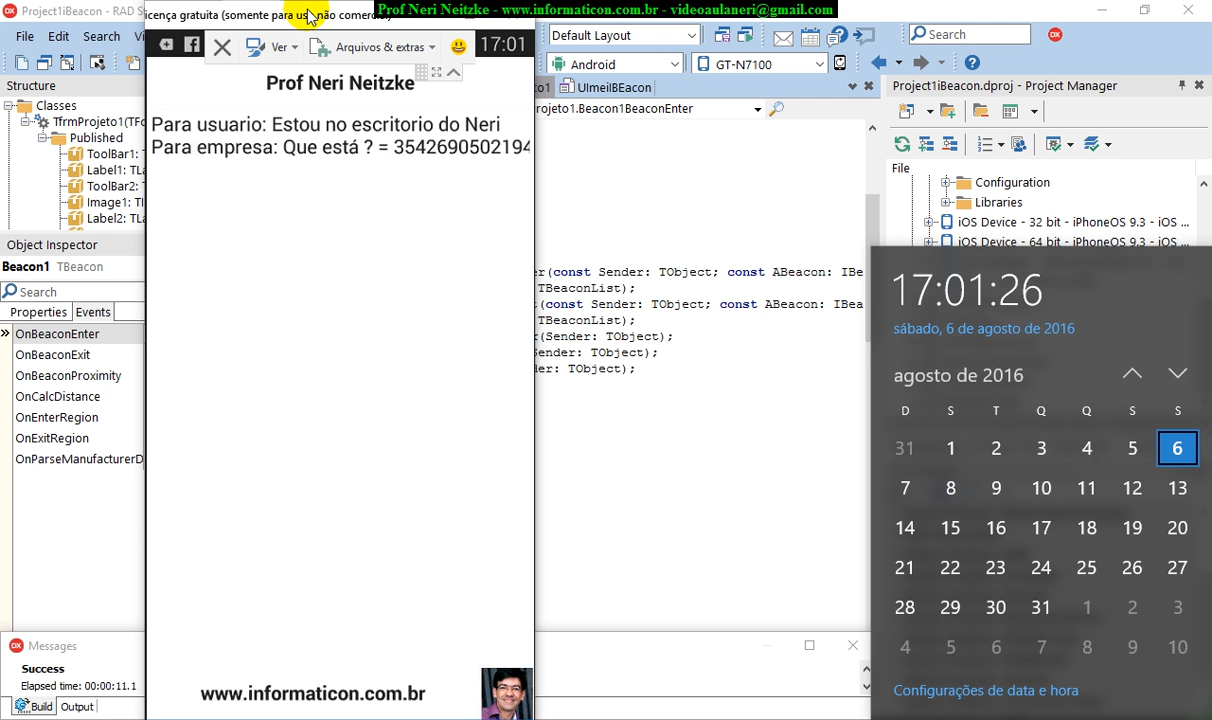 Project1iBeacon - RAD S
icença gratuita (somente para uso não comercial)
Prof Neri Neitzke - www.informaticon.com.br - videoaulaneri@gmail.com
File Edit Search
Ver
Arquivos & extras
17:01
Default Layout
Search
Android
GT-N7100
Structure
Classes
TfrmProjeto1(TFo
Published
ToolBar1: T
Label1: TLa
ToolBar2: T
Image1: TI
Label2: TLa
Prof Neri Neitzke
Para usuario: Estou no escritorio do Neri
Para empresa: Que está ? = 3542690502194
www.informaticon.com.br
to1
UImeilBEacon
rojeto1.Beacon1BeaconEnter
er(const Sender: TObject; const ABeacon: IBea
TBeaconList);
t(const Sender: TObject; const ABeacon: IBea
TBeaconList);
r(Sender: TObject);
Sender: TObject);
der: TObject);
Project1iBeacon.dproj - Project Manager
File
Configuration
Libraries
iOS Device - 32 bit - iPhoneOS 9.3 - iOS ...
iOS Device - 64 bit - iPhoneOS 9.3 - iOS ...
Object Inspector
Beacon1 TBeacon
Search
Properties Events
OnBeaconEnter
OnBeaconExit
OnBeaconProximity
OnCalcDistance
OnEnterRegion
OnExitRegion
OnParseManufacturerD
Messages
Success
Elapsed time: 00:00:11.1
Build Output
17:01:26
sábado, 6 de agosto de 2016
agosto de 2016
D S T Q Q S S
31 1 2 3 4 5 6
7 8 9 10 11 12 13
14 15 16 17 18 19 20
21 22 23 24 25 26 27
28 29 30 31 1 2 3
4 5 6 7 8 9 10
Configurações de data e hora